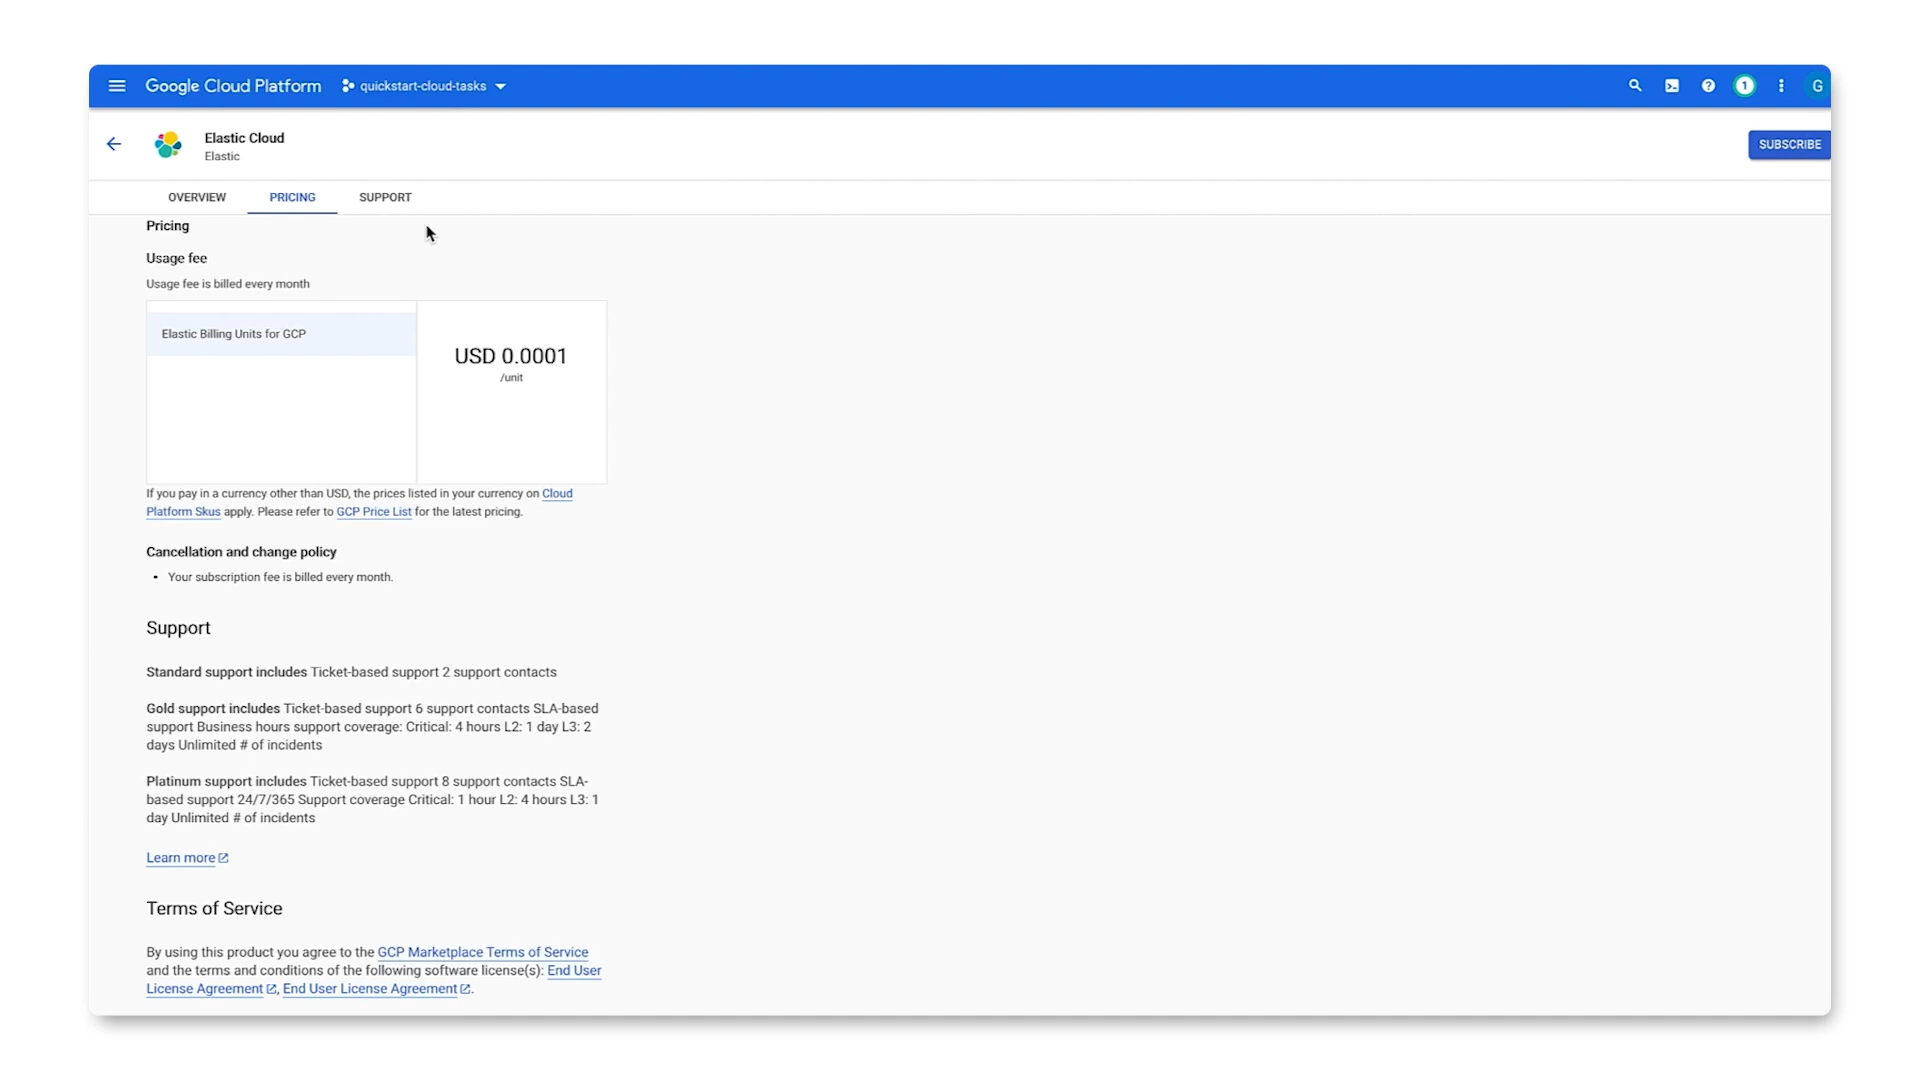 Google Cloud Platform quickstart-cloud-tasks 1 G
Elastic Cloud
Elastic
SUBSCRIBE
OVERVIEW PRICING SUPPORT
Pricing
Usage fee
Usage fee is billed every month
Elastic Billing Units for GCP
USD 0.0001
/unit
If you pay in a currency other than USD, the prices listed in your currency on Cloud
Platform Skus apply. Please refer to GCP Price List for the latest pricing.
Cancellation and change policy
• Your subscription fee is billed every month.
Support
Standard support includes Ticket-based support 2 support contacts
Gold support includes Ticket-based support 6 support contacts SLA-based
support Business hours support coverage: Critical: 4 hours L2: 1 day L3: 2
days Unlimited # of incidents
Platinum support includes Ticket-based support 8 support contacts SLA-
based support 24/7/365 Support coverage Critical: 1 hour L2: 4 hours L3: 1
day Unlimited # of incidents
Learn more
Terms of Service
By using this product you agree to the GCP Marketplace Terms of Service
and the terms and conditions of the following software license(s): End User
License Agreement, End User License Agreement.